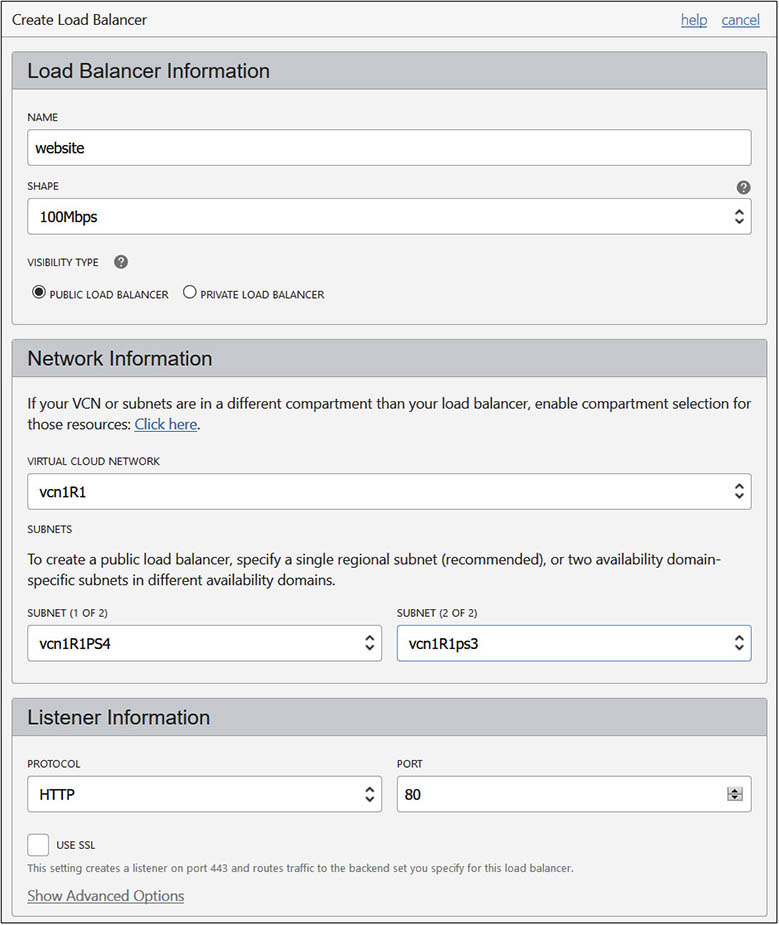 Create Load Balancer help cancel
Load Balancer Information
NAME
website
SHAPE ?
100Mbps
VISIBILITY TYPE ?
PUBLIC LOAD BALANCER PRIVATE LOAD BALANCER
Network Information
If your VCN or subnets are in a different compartment than your load balancer, enable compartment selection for
those resources: Click here.
VIRTUAL CLOUD NETWORK
vcn1R1
SUBNETS
To create a public load balancer, specify a single regional subnet (recommended), or two availability domain-
specific subnets in different availability domains.
SUBNET (1 OF 2) SUBNET (2 OF 2)
vcn1R1PS4 vcn1R1ps3
Listener Information
PROTOCOL PORT
HTTP 80
USE SSL
This setting creates a listener on port 443 and routes traffic to the backend set you specify for this load balancer.
Show Advanced Options